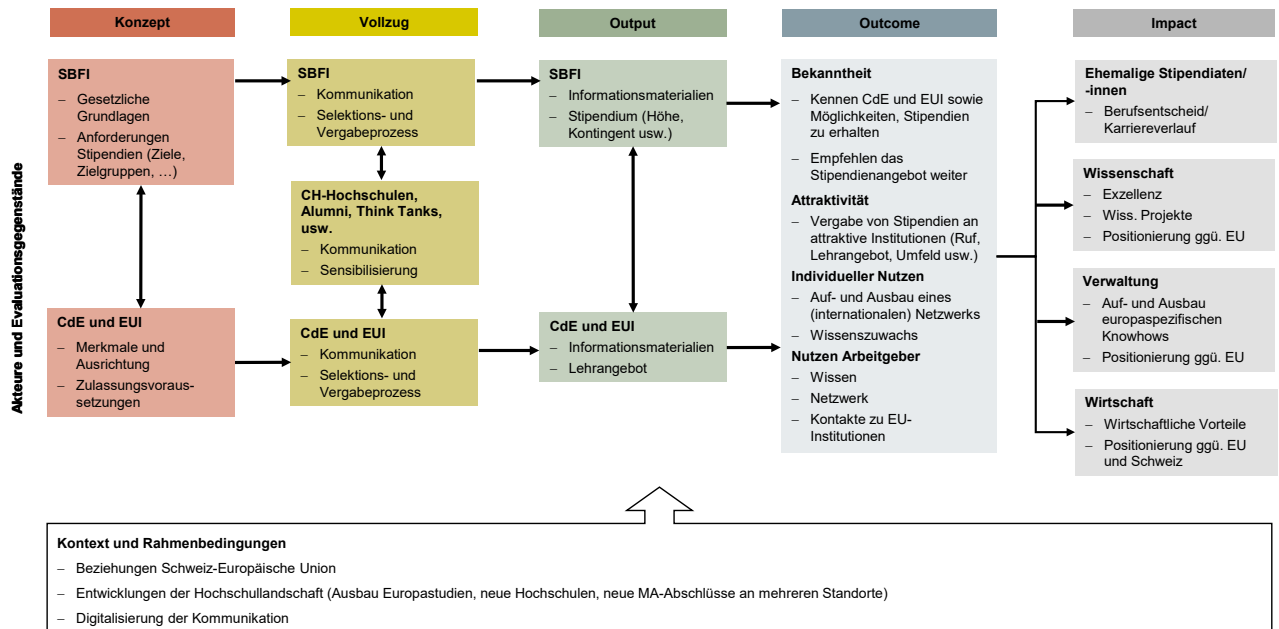 Konzept
Vollzug
Output
Outcome
Impact
Akteure und Evaluationsgegenstände
SBFI
– Gesetzliche
Grundlagen
– Anforderungen
Stipendien (Ziele,
Zielgruppen, …)
CdE und EUI
– Merkmale und
Ausrichtung
– Zulassungsvoraus-
setzungen
SBFI
– Kommunikation
– Selektions- und
Vergabeprozess
CH-Hochschulen,
Alumni, Think Tanks,
usw.
– Kommunikation
– Sensibilisierung
CdE und EUI
– Kommunikation
– Selektions- und
Vergabeprozess
SBFI
– Informationsmaterialien
– Stipendium (Höhe,
Kontingent usw.)
CdE und EUI
– Informationsmaterialien
– Lehrangebot
Bekanntheit
– Kennen CdE und EUI sowie
Möglichkeiten, Stipendien
zu erhalten
– Empfehlen das
Stipendienangebot weiter
Attraktivität
– Vergabe von Stipendien an
attraktive Institutionen (Ruf,
Lehrangebot, Umfeld usw.)
Individueller Nutzen
– Auf- und Ausbau eines
(internationalen) Netzwerks
– Wissenszuwachs
Nutzen Arbeitgeber
– Wissen
– Netzwerk
– Kontakte zu EU-
Institutionen
Ehemalige Stipendiaten/
-innen
– Berufsentscheid/
Karriereverlauf
Wissenschaft
– Exzellenz
– Wiss. Projekte
– Positionierung ggü. EU
Verwaltung
– Auf- und Ausbau
europaspezifischen
Knowhows
– Positionierung ggü. EU
Wirtschaft
– Wirtschaftliche Vorteile
– Positionierung ggü. EU
und Schweiz
Kontext und Rahmenbedingungen
– Beziehungen Schweiz-Europäische Union
– Entwicklungen der Hochschullandschaft (Ausbau Europastudien, neue Hochschulen, neue MA-Abschlüsse an mehreren Standorte)
– Digitalisierung der Kommunikation